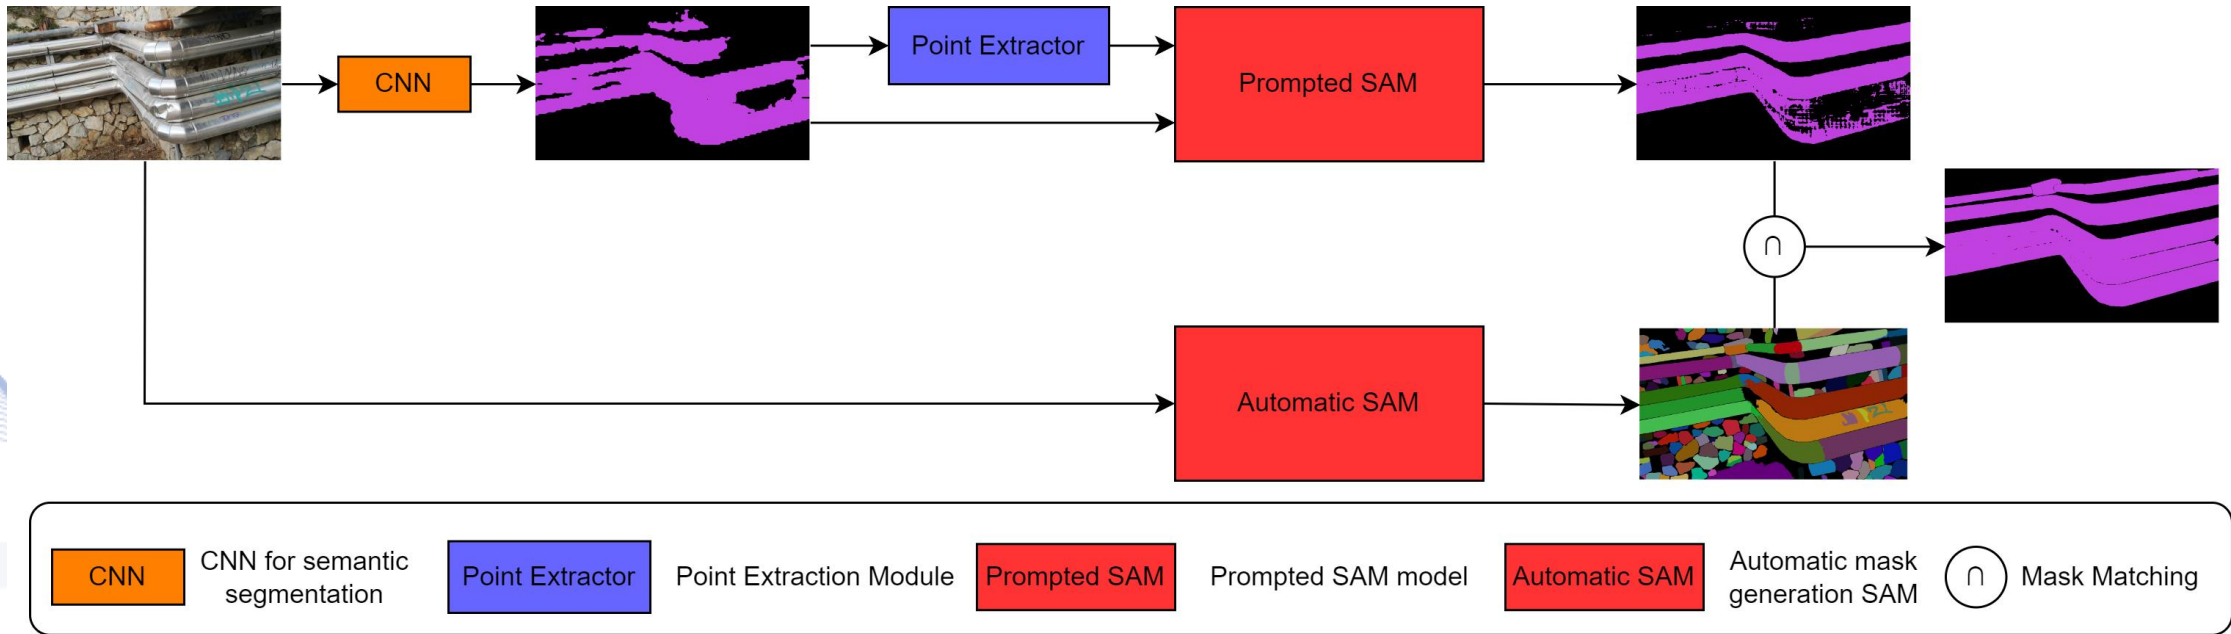 CNN
Point Extractor
Prompted SAM
Automatic SAM
∩
CNN
CNN for semantic
segmentation
Point Extractor
Point Extraction Module
Prompted SAM
Prompted SAM model
Automatic SAM
Automatic mask
generation SAM
∩
Mask Matching